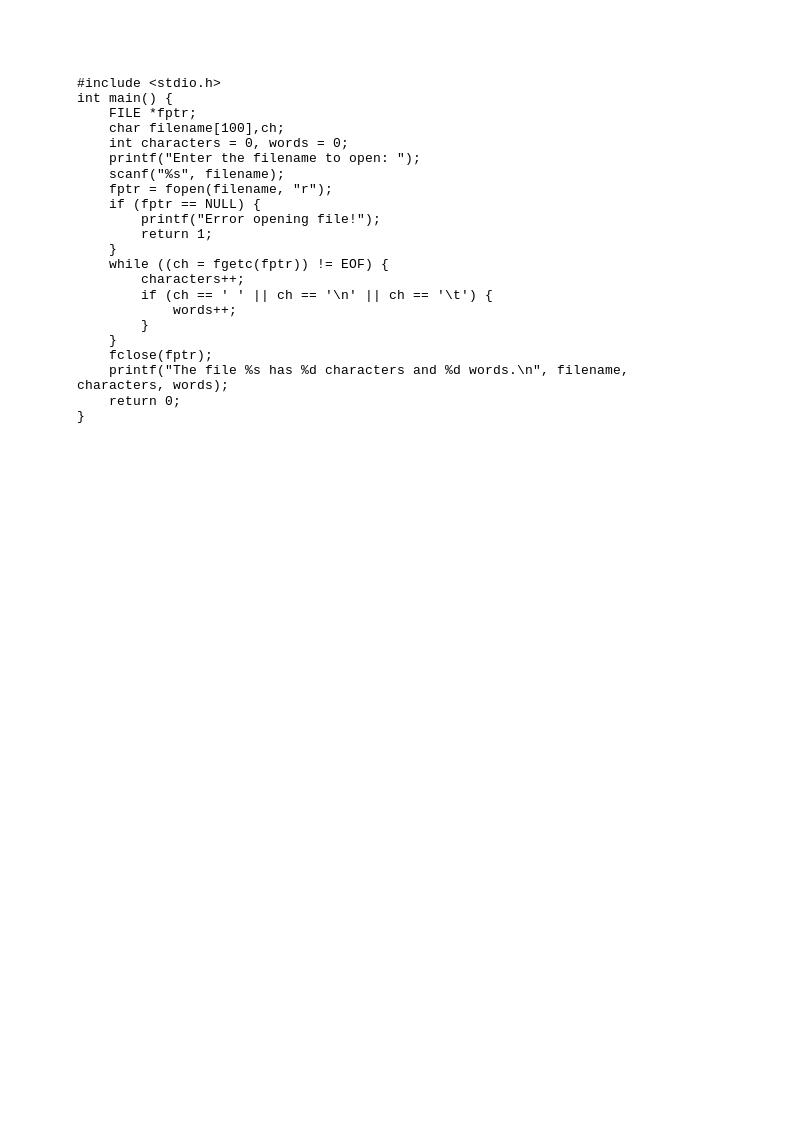 #include <stdio.h>
int main() {
    FILE *fptr;
    char filename[100],ch;
    int characters = 0, words = 0;
    printf("Enter the filename to open: ");
    scanf("%s", filename);
    fptr = fopen(filename, "r");
    if (fptr == NULL) {
        printf("Error opening file!");
        return 1;
    }
    while ((ch = fgetc(fptr)) != EOF) {
        characters++;
        if (ch == ' ' || ch == '\n' || ch == '\t') {
            words++;
        }
    }
    fclose(fptr);
    printf("The file %s has %d characters and %d words.\n", filename,
characters, words);
    return 0;
}